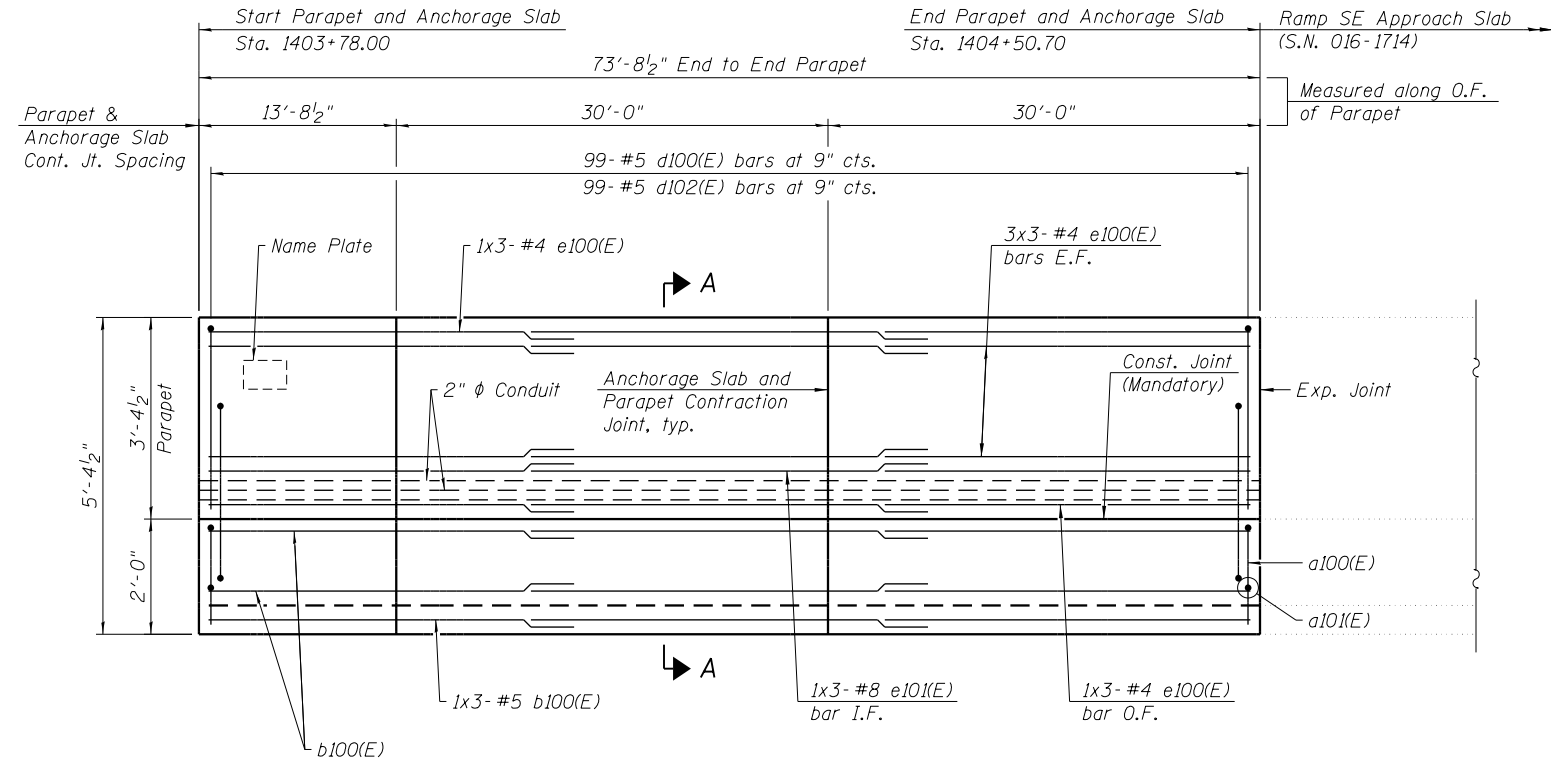 Start Parapet and Anchorage Slab
Sta. 1403+78.00
End Parapet and Anchorage Slab
Sta. 1404+50.70
Ramp SE Approach Slab
(S.N. 016-1714)
73'-8½" End to End Parapet
Measured along O.F.
of Parapet
Parapet &
Anchorage Slab
Cont. Jt. Spacing
13'-8½"
30'-0"
30'-0"
99-#5 d100(E) bars at 9" cts.
99-#5 d102(E) bars at 9" cts.
Name Plate
1x3-#4 e100(E)
3x3-#4 e100(E)
bars E.F.
A
5'-4½"
3'-4½"
Parapet
2'-0"
2" φ Conduit
Anchorage Slab and
Parapet Contraction
Joint, typ.
Const. Joint
(Mandatory)
Exp. Joint
a100(E)
a101(E)
A
1x3-#5 b100(E)
1x3-#8 e101(E)
bar I.F.
1x3-#4 e100(E)
bar O.F.
b100(E)